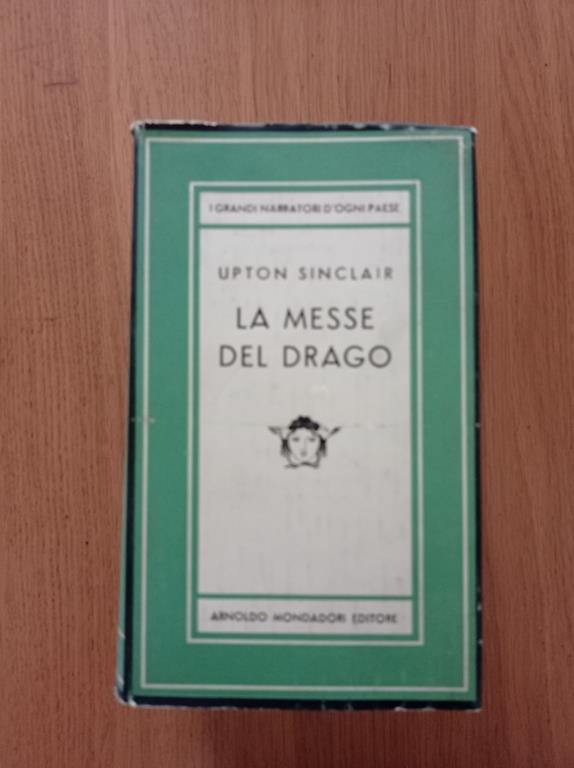 I GRANDI NARRATORI D'OGNI PAESE
UPTON SINCLAIR
LA MESSE
DEL DRAGO
ARNOLDO MONDADORI EDITORE